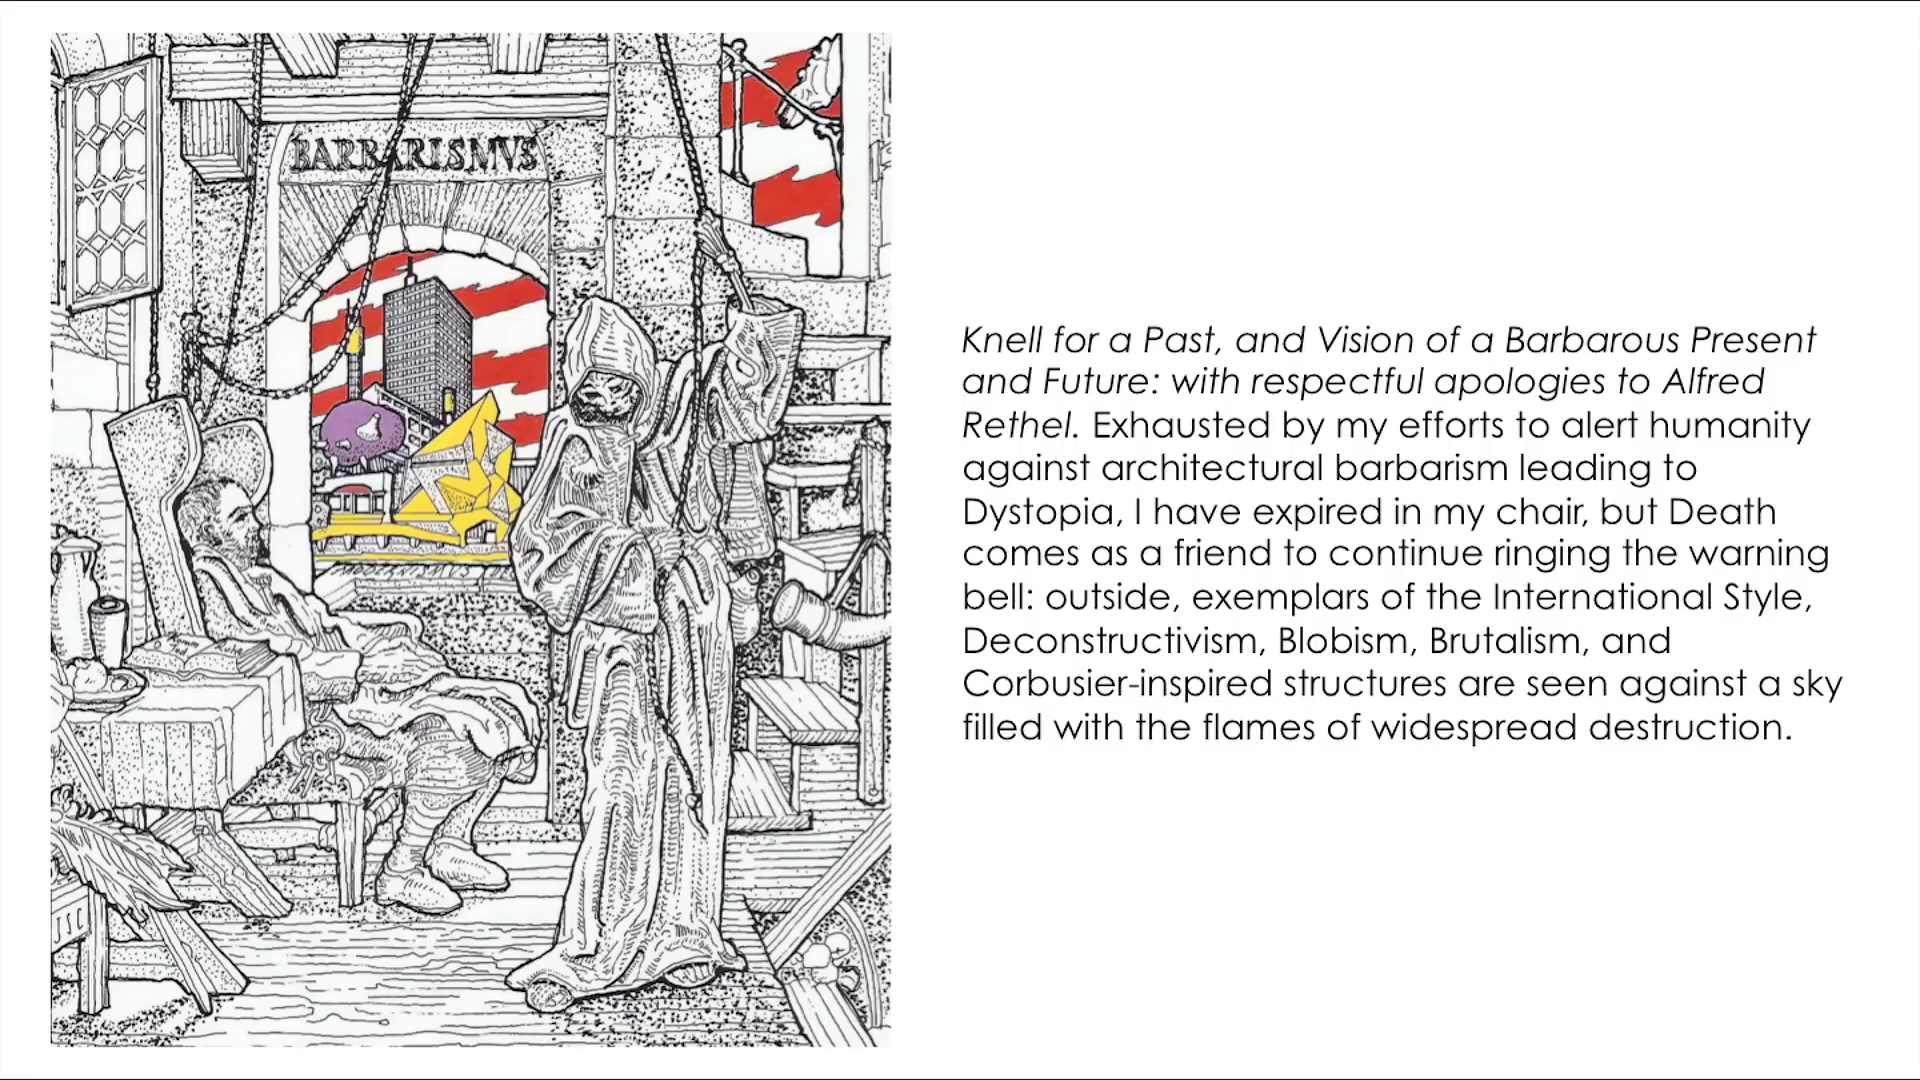 BARBARISMVS
Knell for a Past, and Vision of a Barbarous Present
and Future: with respectful apologies to Alfred
Rethel. Exhausted by my efforts to alert humanity
against architectural barbarism leading to
Dystopia, I have expired in my chair, but Death
comes as a friend to continue ringing the warning
bell: outside, exemplars of the International Style,
Deconstructivism, Blobism, Brutalism, and
Corbusier-inspired structures are seen against a sky
filled with the flames of widespread destruction.